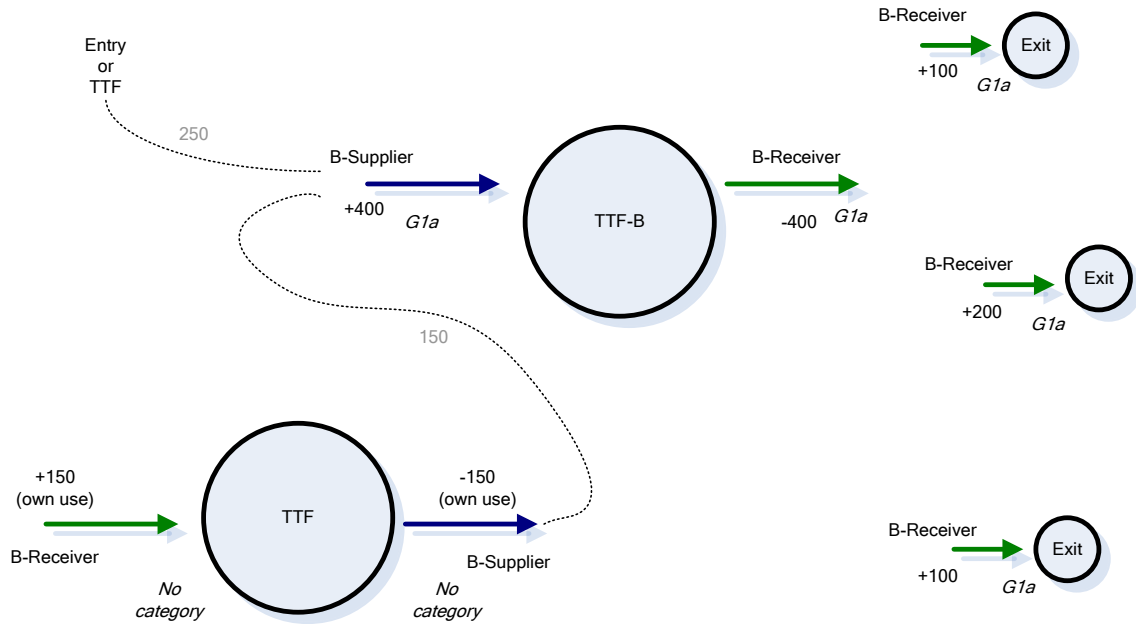 B-Receiver
Exit
+100
G1a
Entry
or
TTF
250
B-Supplier
+400
G1a
TTF-B
B-Receiver
-400
G1a
B-Receiver
Exit
+200
G1a
150
+150
(own use)
B-Receiver
No
category
TTF
-150
(own use)
B-Supplier
No
category
B-Receiver
Exit
+100
G1a